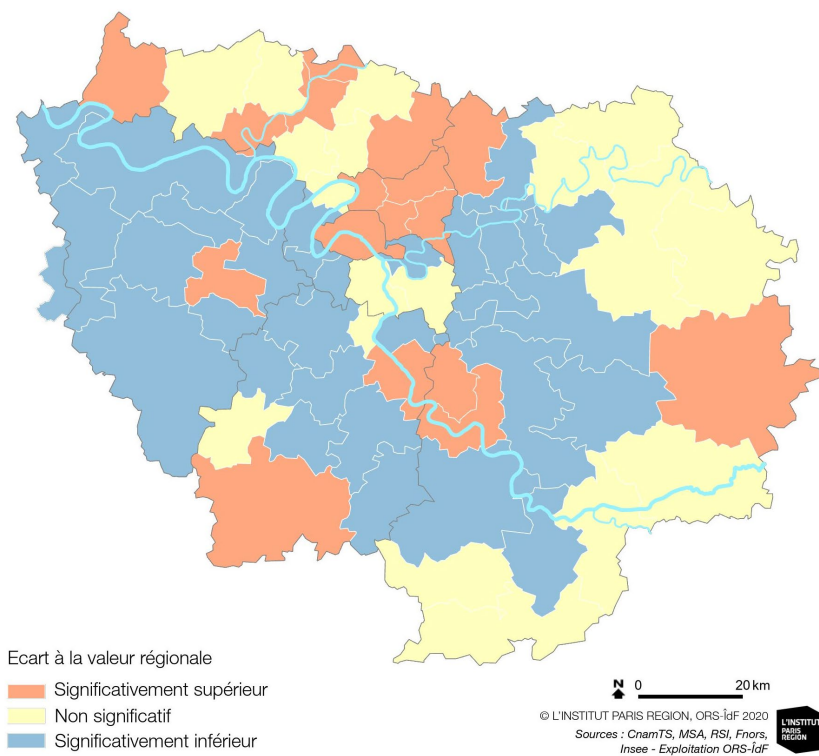 Ecart à la valeur régionale
Significativement supérieur
Non significatif
Significativement inférieur
N 0 20 km
© L'INSTITUT PARIS REGION, ORS-ÎdF 2020
Sources : CnamTS, MSA, RSI, Fnors,
Insee - Exploitation ORS-ÎdF
L'INSTITUT
PARIS
REGION